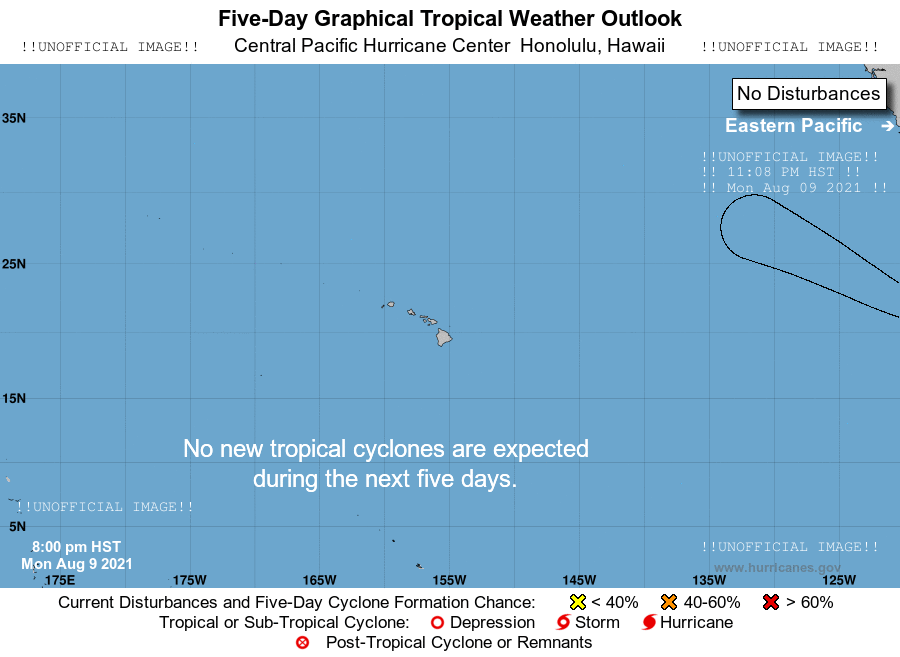 Five-Day Graphical Tropical Weather Outlook
!!UNOFFICIAL IMAGE!! Central Pacific Hurricane Center Honolulu, Hawaii !!UNOFFICIAL IMAGE!!
No Disturbances
35N
Eastern Pacific
!!UNOFFICIAL IMAGE!!
!! 11:08 PM HST !!
!! Mon Aug 09 2021 !!
25N
15N
No new tropical cyclones are expected
during the next five days.
!!UNOFFICIAL IMAGE!!
5N
8:00 pm HST
Mon Aug 9 2021
!!UNOFFICIAL IMAGE!!
www.hurricanes.gov
175E 175W 165W 155W 145W 135W 125W
Current Disturbances and Five-Day Cyclone Formation Chance: < 40% 40-60% > 60%
Tropical or Sub-Tropical Cyclone: Depression Storm Hurricane
Post-Tropical Cyclone or Remnants